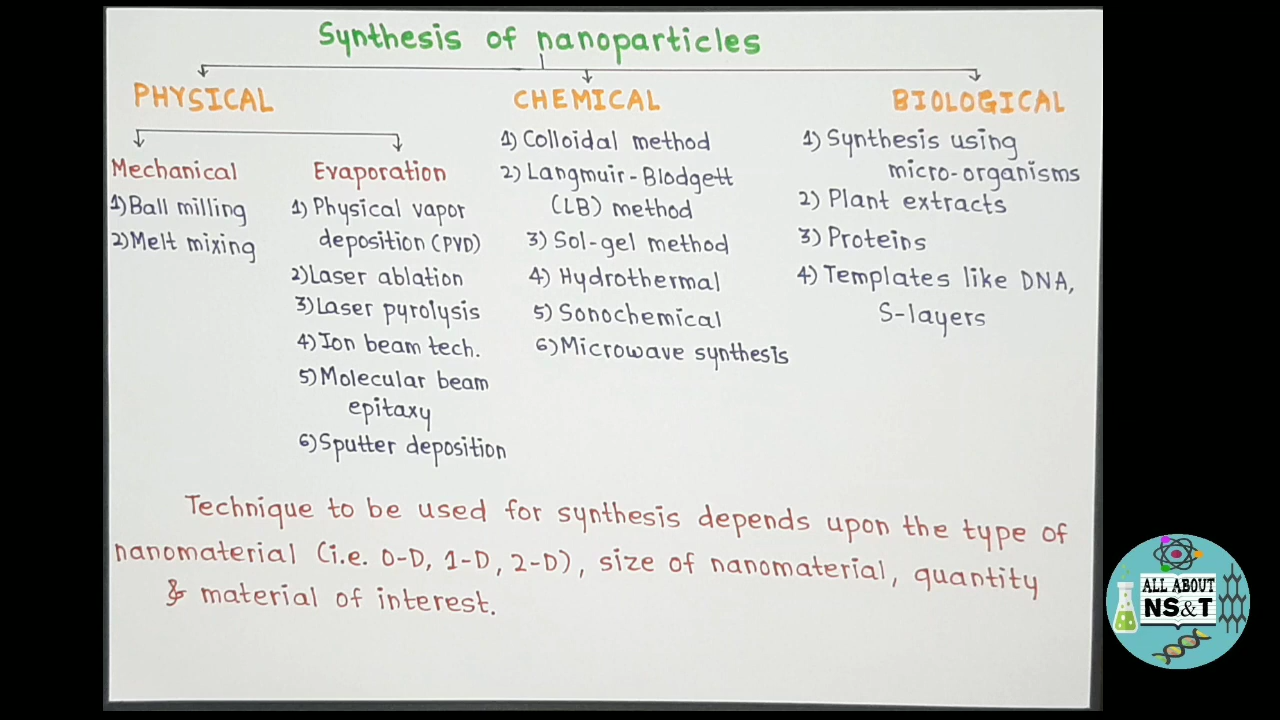 Synthesis of nanoparticles
PHYSICAL
Mechanical
1) Ball milling
2) Melt mixing
Evaporation
1) Physical vapor
deposition (PVD)
2) Laser ablation
3) Laser pyrolysis
4) Ion beam tech.
5) Molecular beam
epitaxy
6) Sputter deposition
CHEMICAL
1) Colloidal method
2) Langmuir-Blodgett
(LB) method
3) Sol-gel method
4) Hydrothermal
5) Sonochemical
6) Microwave synthesis
BIOLOGICAL
1) Synthesis using
micro-organisms
2) Plant extracts
3) Proteins
4) Templates like DNA,
S-layers
Technique to be used for synthesis depends upon the type of
nanomaterial (i.e. 0-D, 1-D, 2-D), size of nanomaterial, quantity
& material of interest.
ALL ABOUT
NS&T